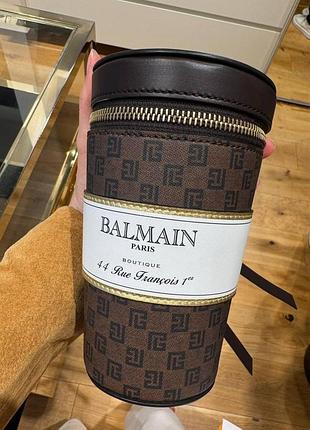 BALMAIN
PARIS
BOUTIQUE
44 Rue François 1er